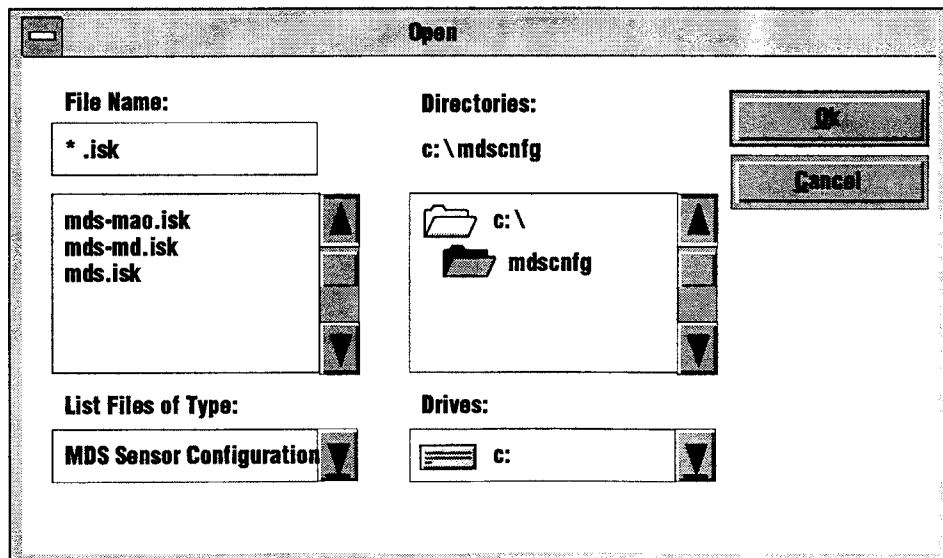 Open
File Name:
* .isk
mds-mao.isk
mds-md.isk
mds.isk
List Files of Type:
MDS Sensor Configuration
Directories:
c:\mdscnfg
c:\
mdscnfg
Drives:
c:
Ok
Cancel